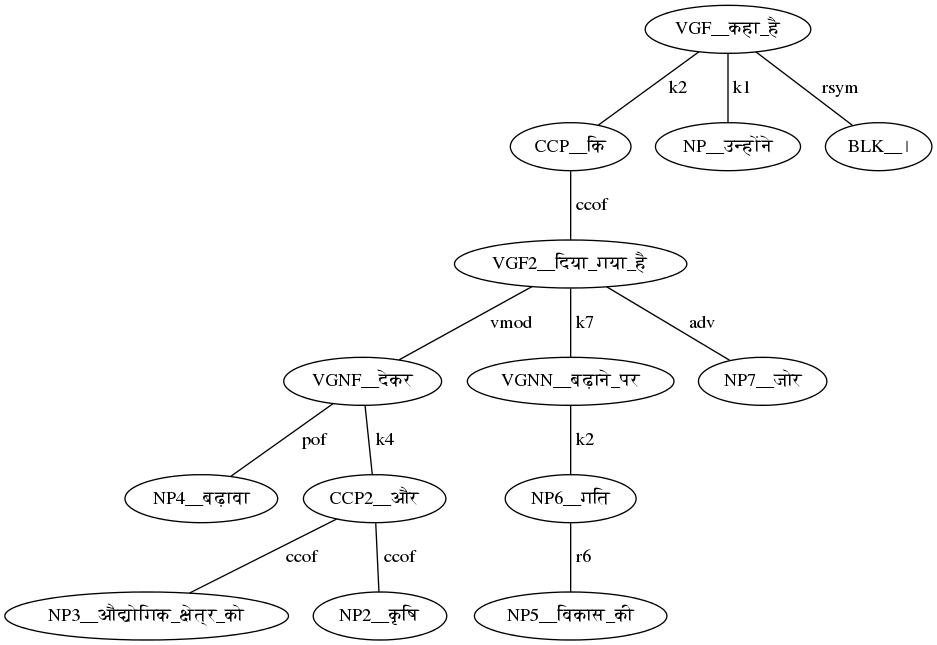 VGF__कहा_है
k2 k1 rsym
CCP__कि NP__उन्होंने BLK__।
ccof
VGF2__दिया_गया_है
vmod k7 adv
VGNF__देकर VGNN__बढ़ाने_पर NP7__जोर
pof k4 k2
NP4__बढ़ावा CCP2__और NP6__गति
ccof ccof r6
NP3__औद्योगिक_क्षेत्र_को NP2__कृषि NP5__विकास_की